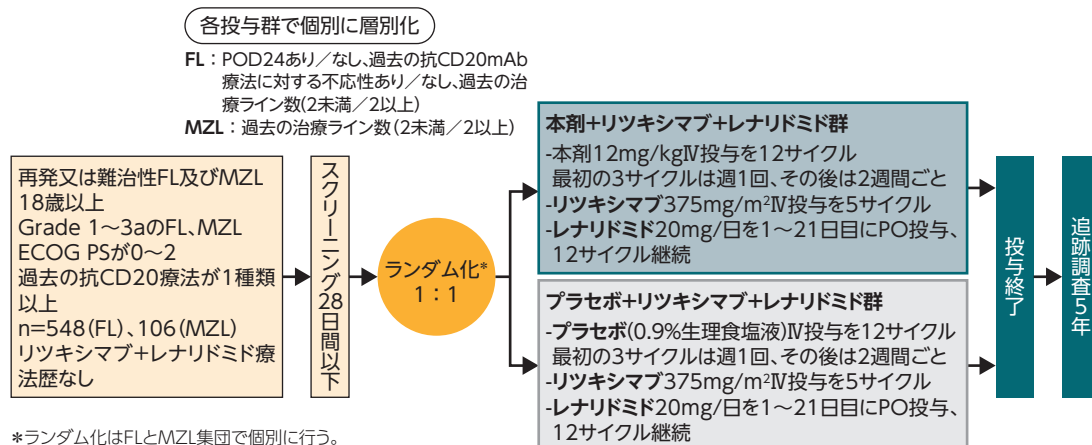 各投与群で個別に層別化
FL：POD24あり／なし、過去の抗CD20mAb
療法に対する不応性あり／なし、過去の治
療ライン数(2未満／2以上)
MZL：過去の治療ライン数(2未満／2以上)
再発又は難治性FL及びMZL
18歳以上
Grade 1～3aのFL、MZL
ECOG PSが0～2
過去の抗CD20療法が1種類
以上
n=548(FL)、106(MZL)
リツキシマブ+レナリドミド療
法歴なし
スクリーニング28日間以下
ランダム化*
1：1
本剤+リツキシマブ+レナリドミド群
-本剤12mg/kgIV投与を12サイクル
最初の3サイクルは週1回、その後は2週間ごと
-リツキシマブ375mg/m²IV投与を5サイクル
-レナリドミド20mg/日を1～21日目にPO投与、
12サイクル継続
プラセボ+リツキシマブ+レナリドミド群
-プラセボ(0.9%生理食塩液)IV投与を12サイクル
最初の3サイクルは週1回、その後は2週間ごと
-リツキシマブ375mg/m²IV投与を5サイクル
-レナリドミド20mg/日を1～21日目にPO投与、
12サイクル継続
投与終了
追跡調査5年
*ランダム化はFLとMZL集団で個別に行う。